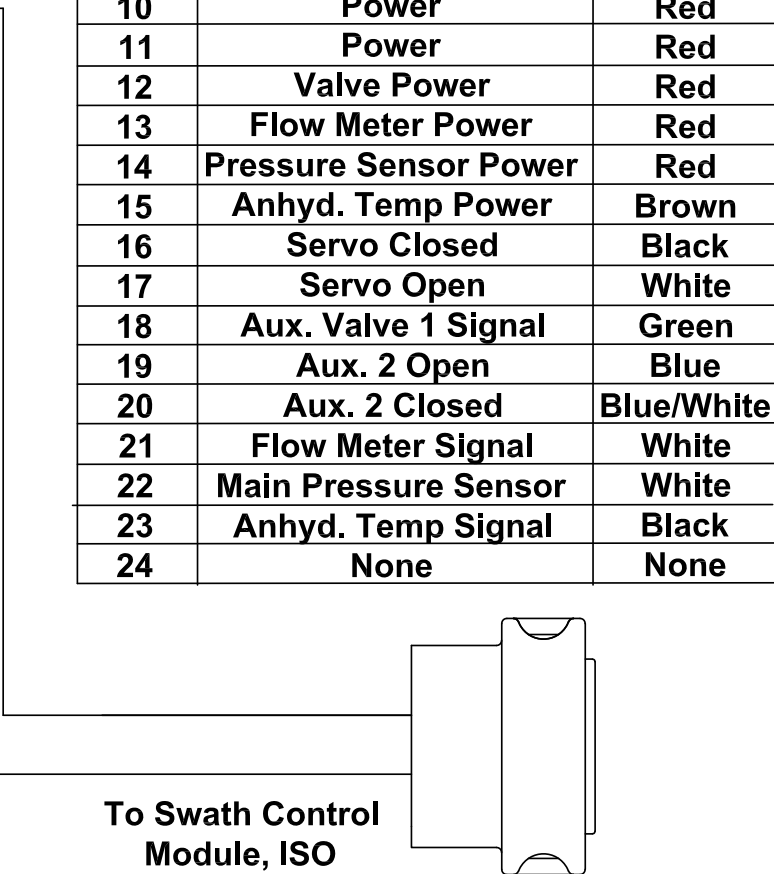 10 Power Red
11 Power Red
12 Valve Power Red
13 Flow Meter Power Red
14 Pressure Sensor Power Red
15 Anhyd. Temp Power Brown
16 Servo Closed Black
17 Servo Open White
18 Aux. Valve 1 Signal Green
19 Aux. 2 Open Blue
20 Aux. 2 Closed Blue/White
21 Flow Meter Signal White
22 Main Pressure Sensor White
23 Anhyd. Temp Signal Black
24 None None
To Swath Control
Module, ISO